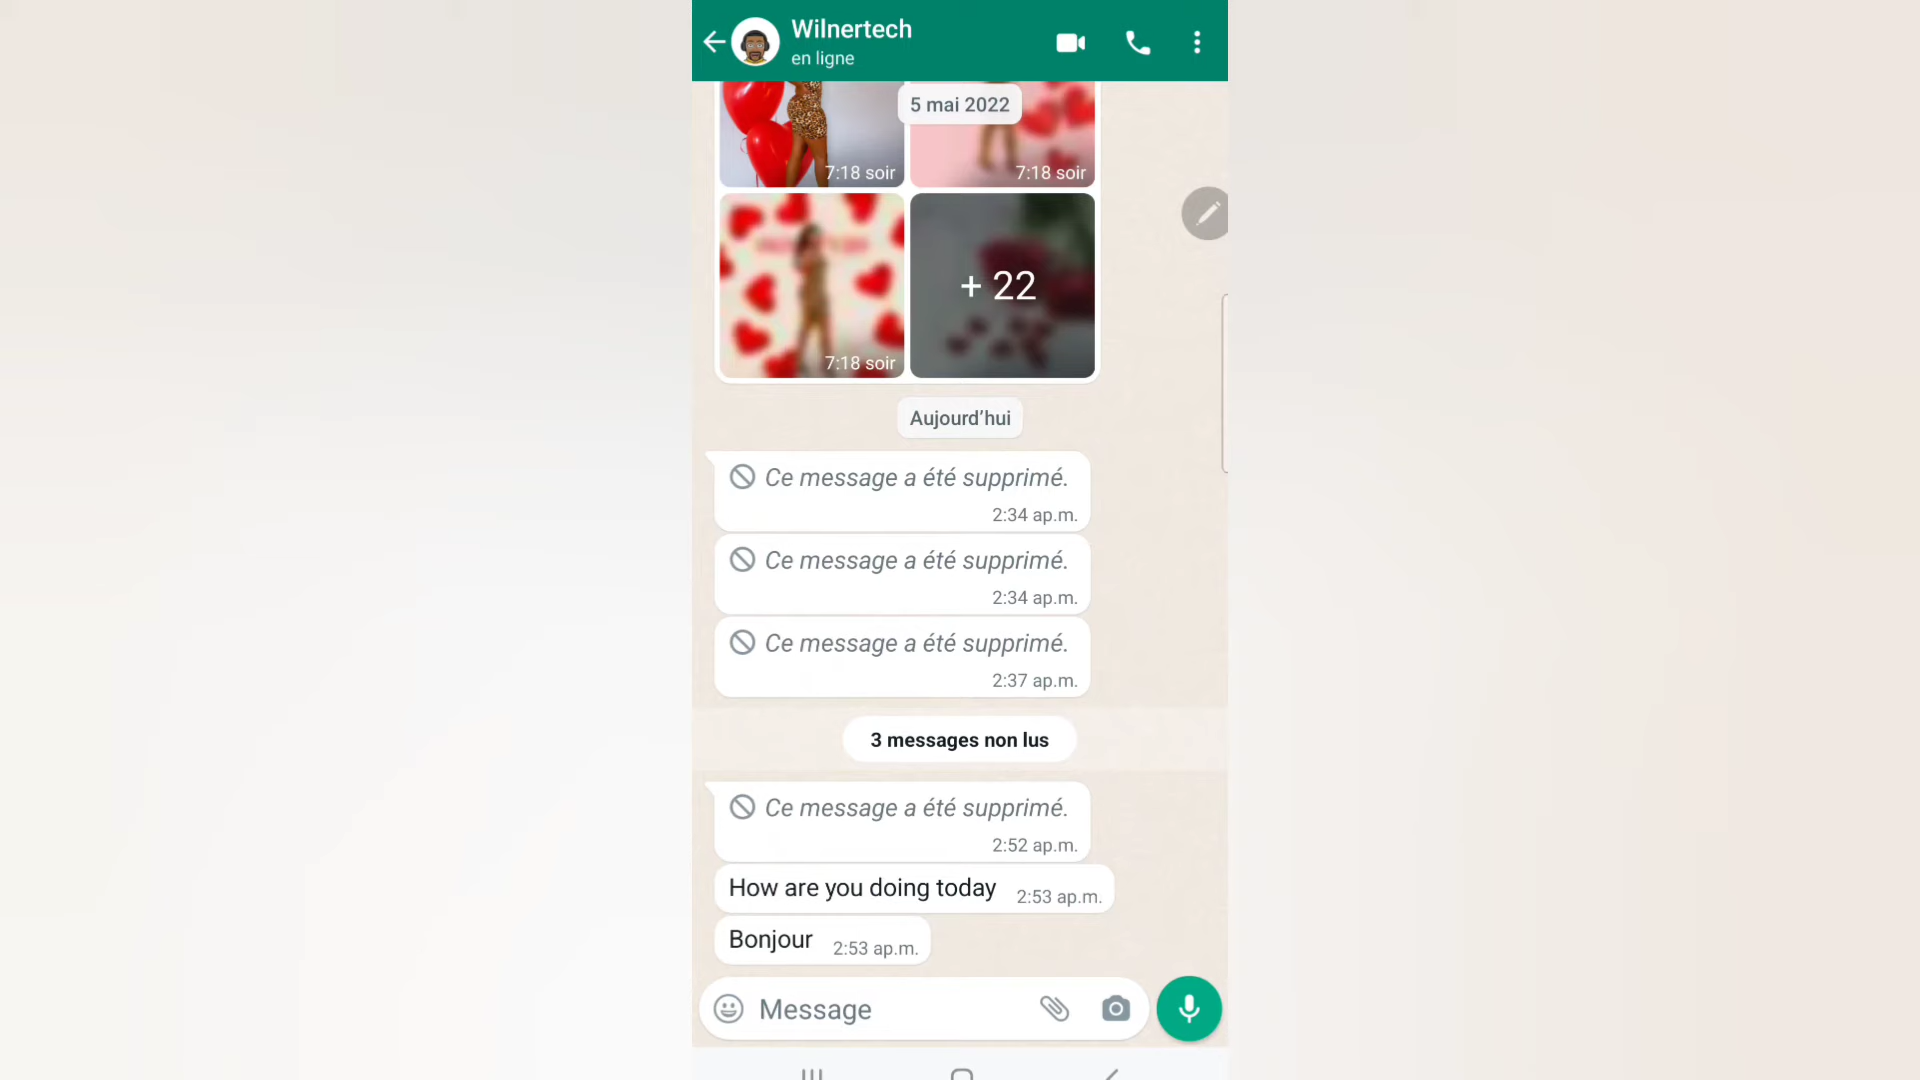 Wilnertech
en ligne
5 mai 2022
7:18 soir
7:18 soir
7:18 soir
+ 22
Aujourd’hui
Ce message a été supprimé.
2:34 ap.m.
Ce message a été supprimé.
2:34 ap.m.
Ce message a été supprimé.
2:37 ap.m.
3 messages non lus
Ce message a été supprimé.
2:52 ap.m.
How are you doing today 2:53 ap.m.
Bonjour 2:53 ap.m.
Message